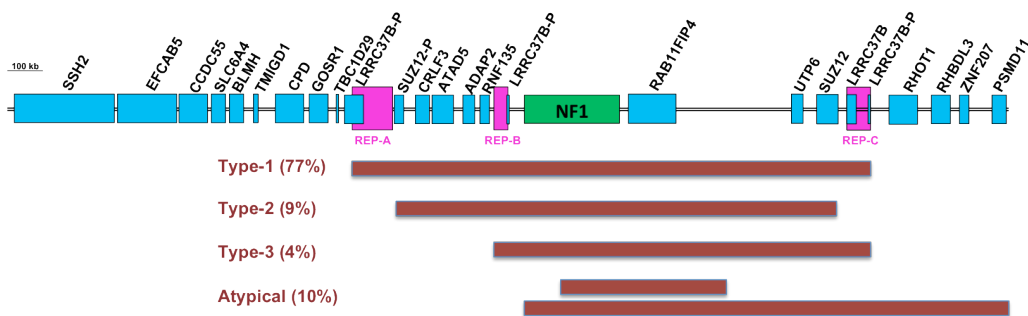 100 kb
SSH2
EFCAB5
CCDC55
SLC6A4
BLMH
TMIGD1
CPD
GOSR1
TBC1D29
LRRC37B-P
SUZ12-P
CRLF3
ATAD5
ADAP2
RNF135
LRRC37B-P
RAB11FIP4
UTP6
SUZ12
LRRC37B
LRRC37B-P
RHOT1
RHBDL3
ZNF207
PSMD11
NF1
REP-A
REP-B
REP-C
Type-1 (77%)
Type-2 (9%)
Type-3 (4%)
Atypical (10%)